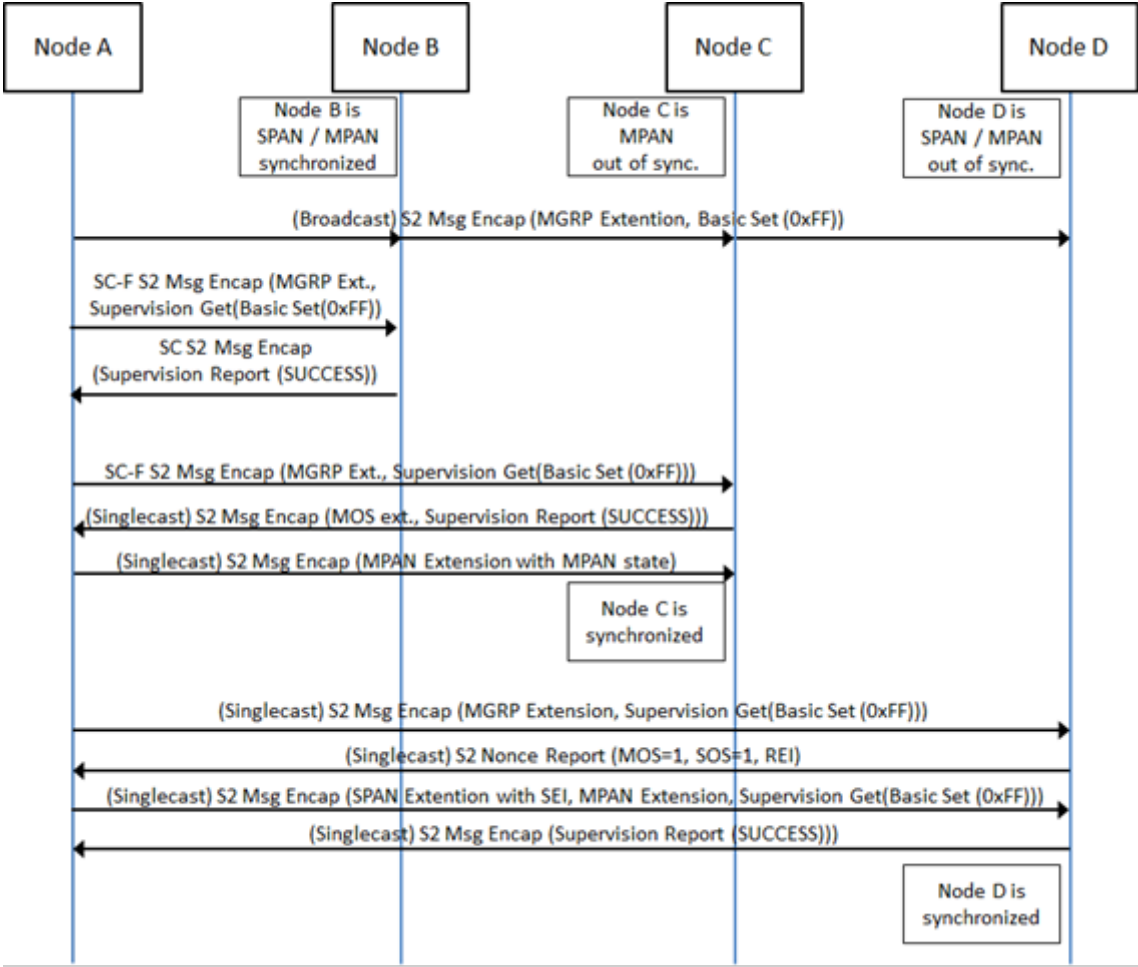 Node A
Node B
Node C
Node D
Node B is
SPAN / MPAN
synchronized
Node C is
MPAN
out of sync.
Node D is
SPAN / MPAN
out of sync.
(Broadcast) S2 Msg Encap (MGRP Extention, Basic Set (0xFF))
SC-F S2 Msg Encap (MGRP Ext.,
Supervision Get(Basic Set(0xFF))
SC S2 Msg Encap
(Supervision Report (SUCCESS))
SC-F S2 Msg Encap (MGRP Ext., Supervision Get(Basic Set (0xFF)))
(Singlecast) S2 Msg Encap (MOS ext., Supervision Report (SUCCESS)))
(Singlecast) S2 Msg Encap (MPAN Extension with MPAN state)
Node C is
synchronized
(Singlecast) S2 Msg Encap (MGRP Extension, Supervision Get(Basic Set (0xFF)))
(Singlecast) S2 Nonce Report (MOS=1, SOS=1, REI)
(Singlecast) S2 Msg Encap (SPAN Extention with SEI, MPAN Extension, Supervision Get(Basic Set (0xFF)))
(Singlecast) S2 Msg Encap (Supervision Report (SUCCESS)))
Node D is
synchronized